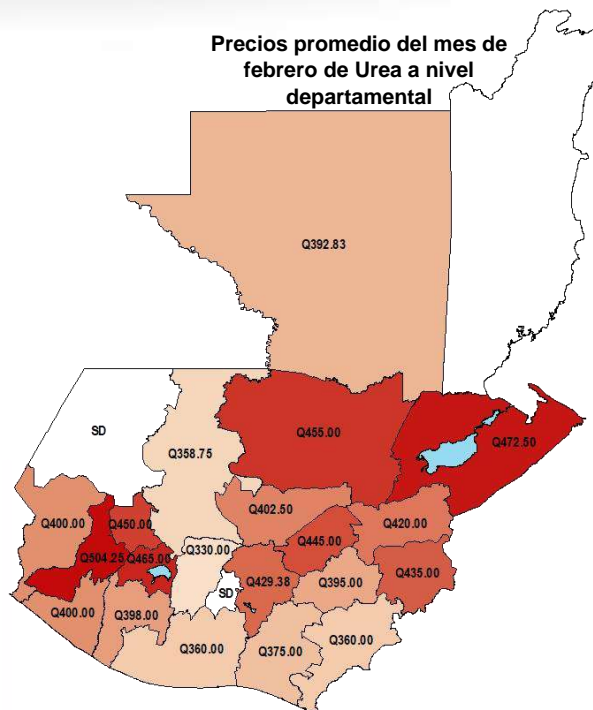 Precios promedio del mes de
febrero de Urea a nivel
departamental
Q392.83
SD
Q358.75
Q455.00
Q472.50
Q400.00
Q450.00
Q402.50
Q420.00
Q504.25
Q465.00
Q330.00
Q445.00
Q435.00
Q429.38
Q395.00
SD
Q400.00
Q398.00
Q360.00
Q375.00
Q360.00